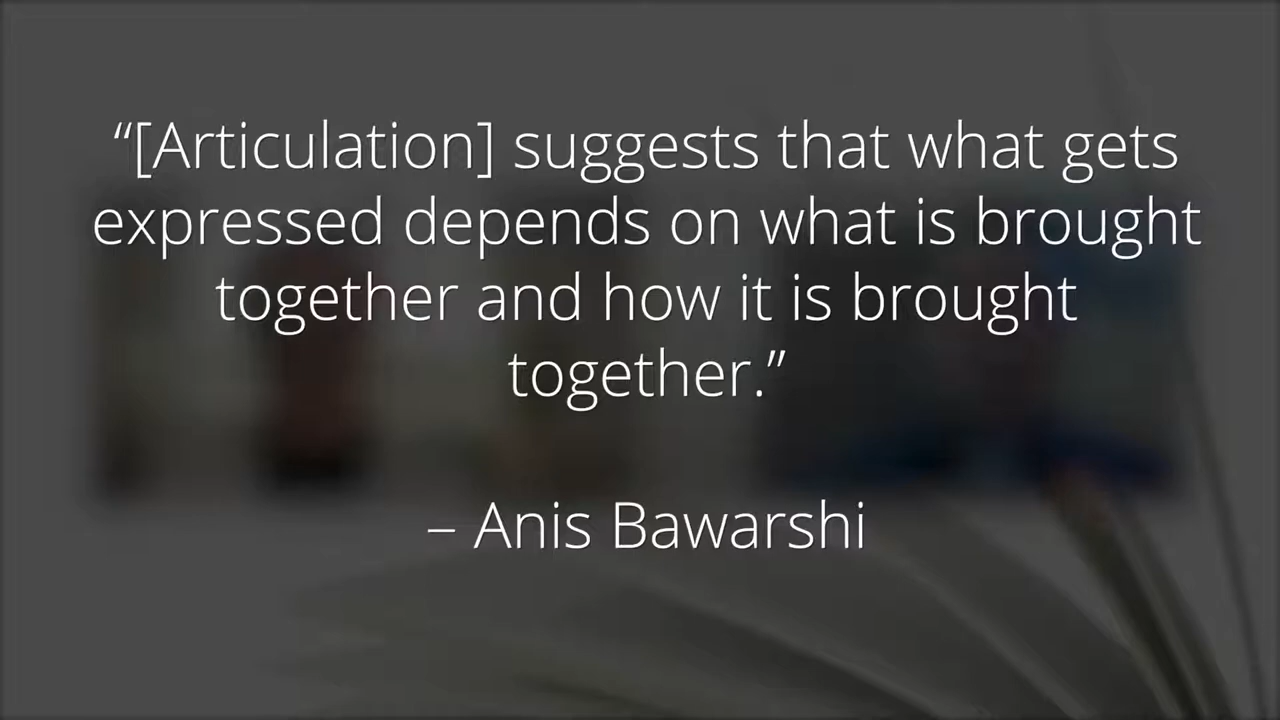 “[Articulation] suggests that what gets
expressed depends on what is brought
together and how it is brought
together.”
– Anis Bawarshi